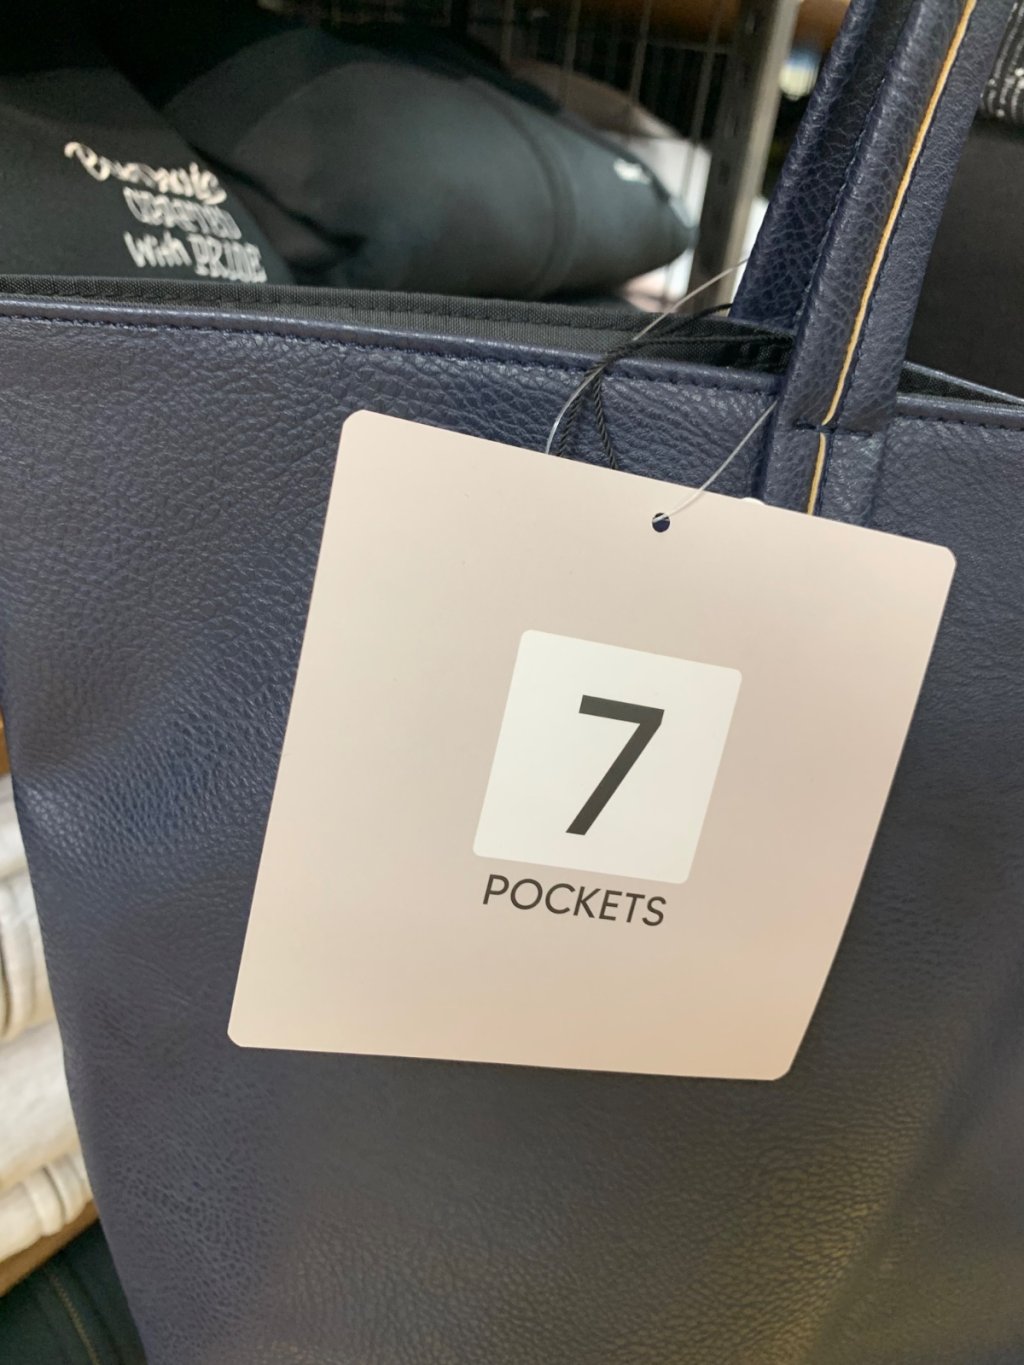 CRAFTED
With PRIDE
7
POCKETS